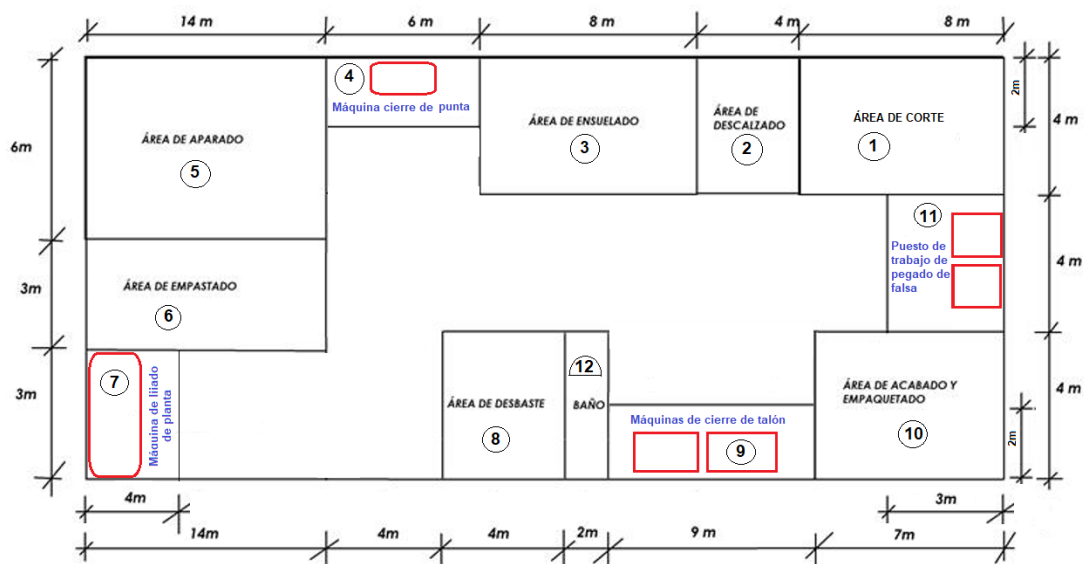 14 m
6 m
8 m
4 m
8 m
4
Máquina cierre de punta
ÁREA DE APARADO
5
ÁREA DE ENSUELADO
3
ÁREA DE
DESCALZADO
2
ÁREA DE CORTE
1
2m
4 m
6m
11
Puesto de
trabajo de
pegado de
falsa
4 m
3m
ÁREA DE EMPASTADO
6
7
Máquina de liiado
de planta
3m
ÁREA DE DESBASTE
8
12
BAÑO
Máquinas de cierre de talón
9
ÁREA DE ACABADO Y
EMPAQUETADO
10
4 m
2m
4m
3m
14m
4m
4m
2m
9 m
7m